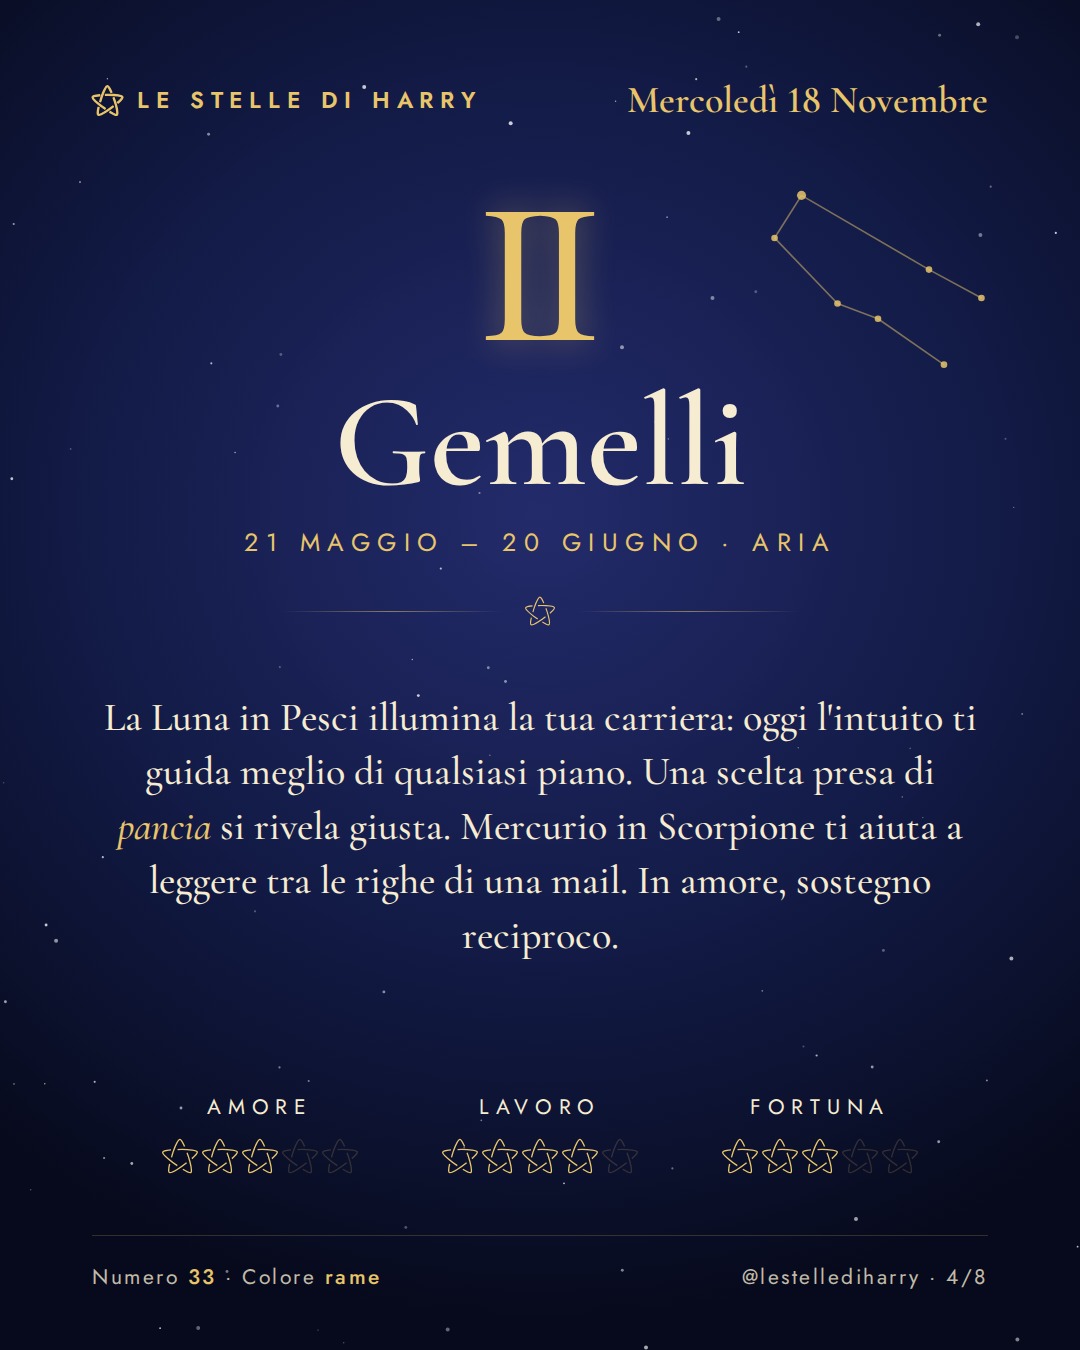 LE STELLE DI HARRY
Mercoledì 18 Novembre
II
Gemelli
21 MAGGIO – 20 GIUGNO · ARIA
La Luna in Pesci illumina la tua carriera: oggi l'intuito ti
guida meglio di qualsiasi piano. Una scelta presa di
pancia si rivela giusta. Mercurio in Scorpione ti aiuta a
leggere tra le righe di una mail. In amore, sostegno
reciproco.
AMORE
LAVORO
FORTUNA
Numero 33 · Colore rame
@lestellediharry · 4/8